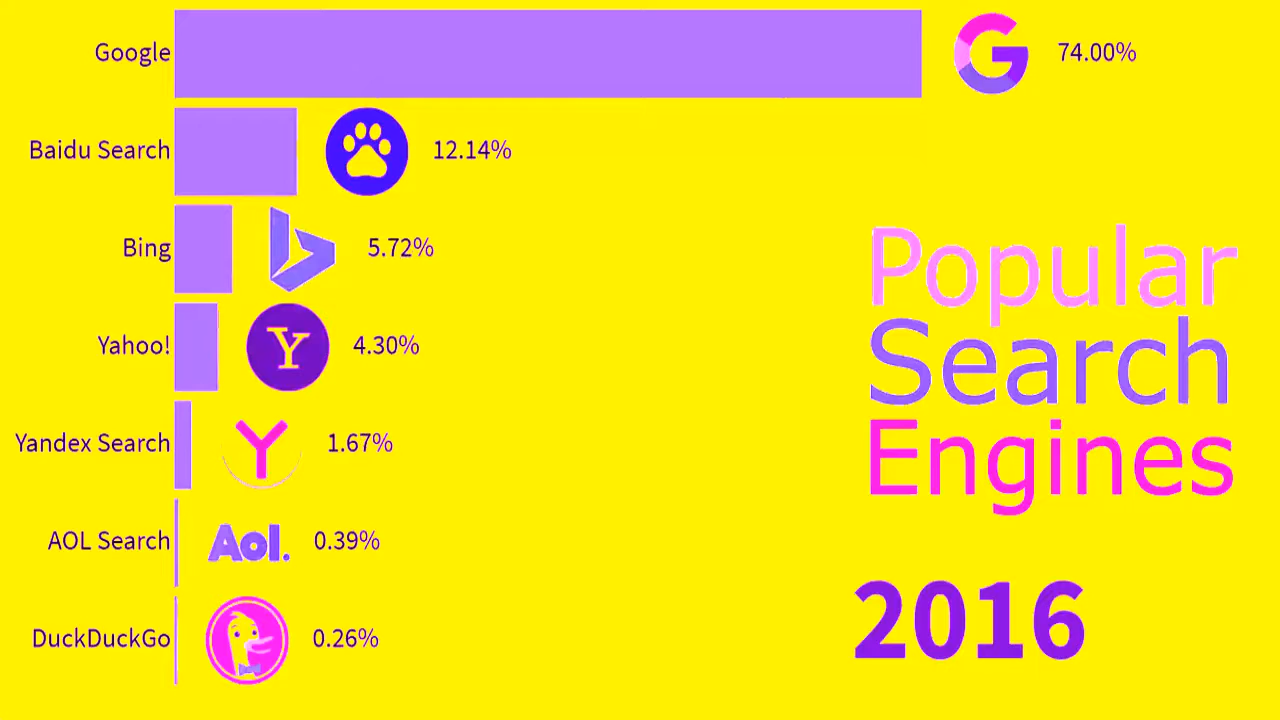 Google G 74.00%
Baidu Search 12.14%
Bing b 5.72%
Yahoo! Y 4.30%
Yandex Search Y 1.67%
AOL Search Aol. 0.39%
DuckDuckGo 0.26%
Popular
Search
Engines
2016